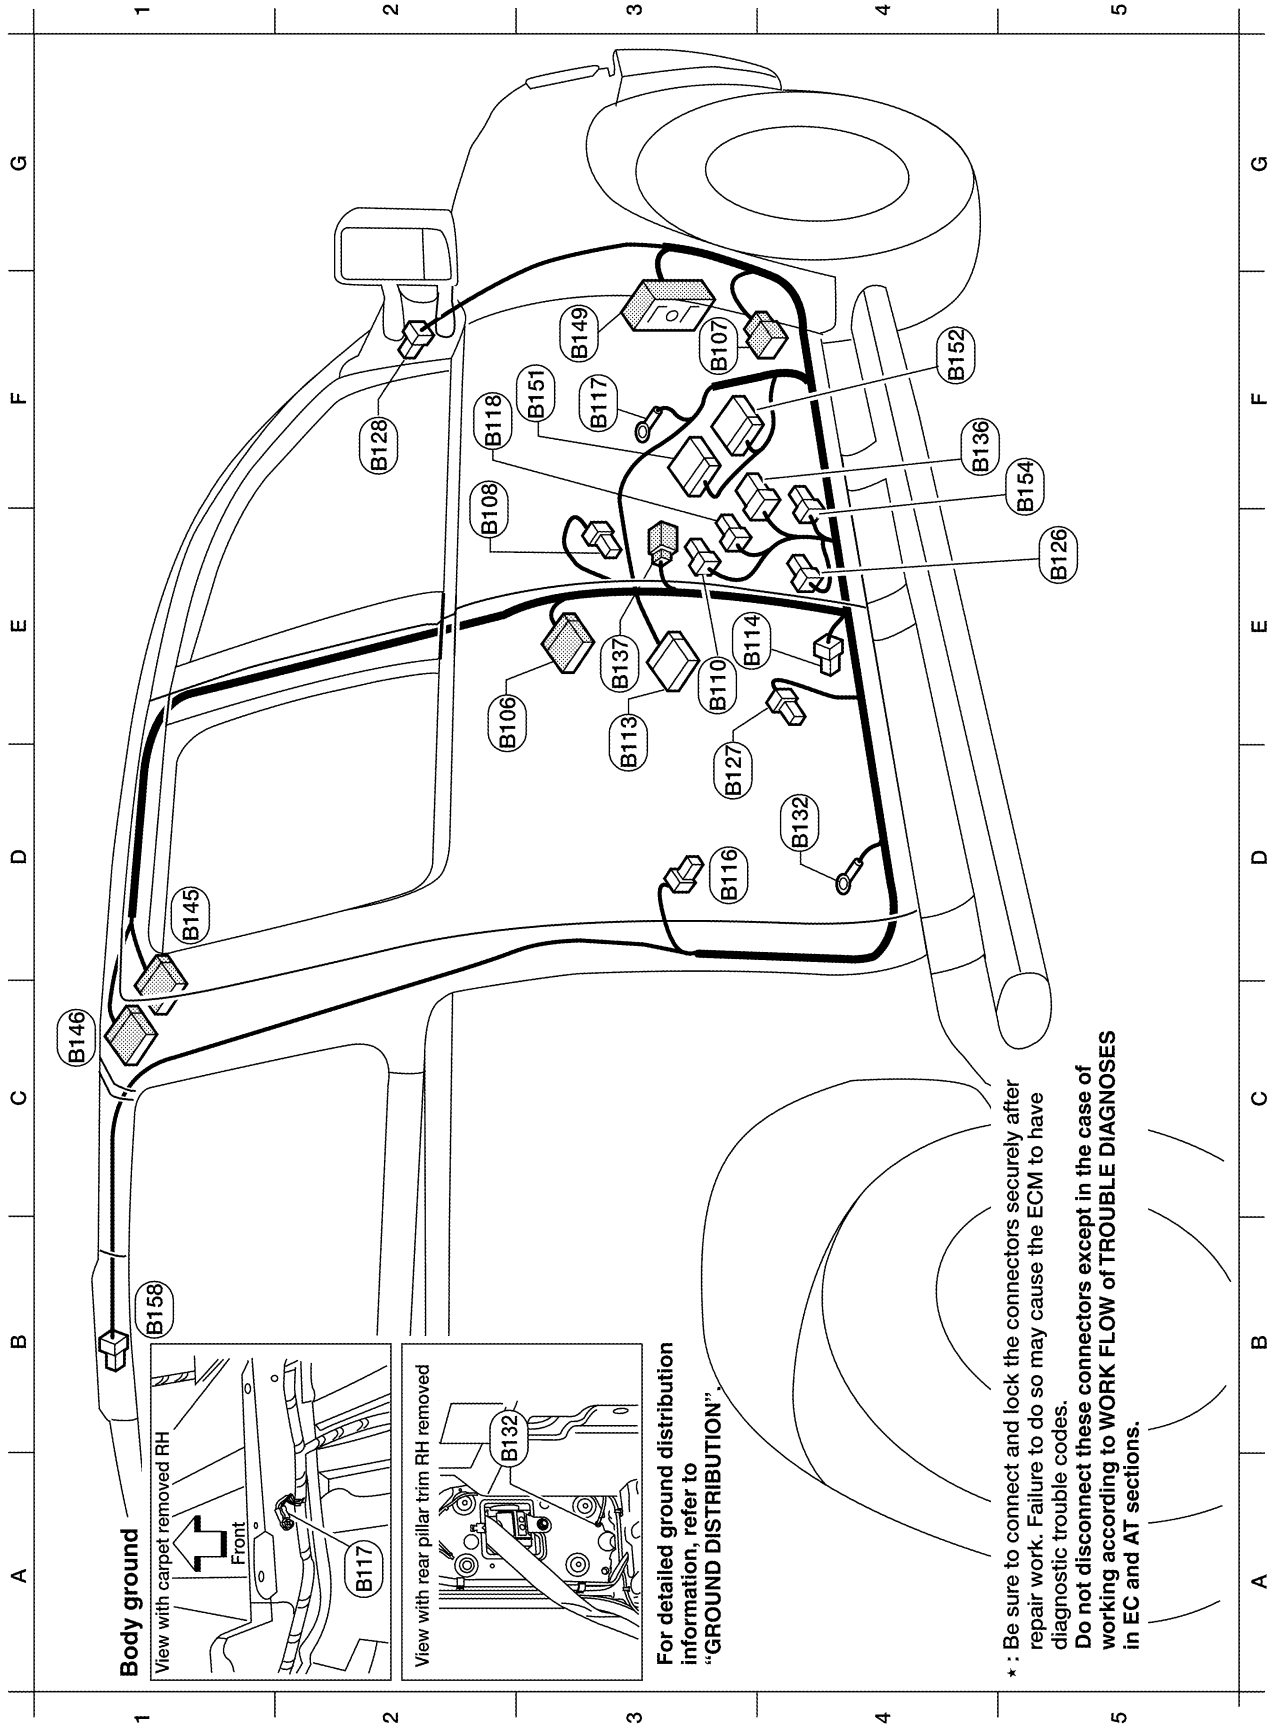 1
2
3
4
5
A
B
C
D
E
F
G
B158
B146
B145
B128
B149
B107
B152
B117
B151
B118
B108
B136
B154
B126
B106
B137
B113
B110
B114
B127
B132
B116
Body ground
View with carpet removed RH
Front
B117
View with rear pillar trim RH removed
B132
For detailed ground distribution
information, refer to
“GROUND DISTRIBUTION”.
★ : Be sure to connect and lock the connectors securely after
repair work. Failure to do so may cause the ECM to have
diagnostic trouble codes.
Do not disconnect these connectors except in the case of
working according to WORK FLOW of TROUBLE DIAGNOSES
in EC and AT sections.
A
B
C
D
E
F
G
1
2
3
4
5